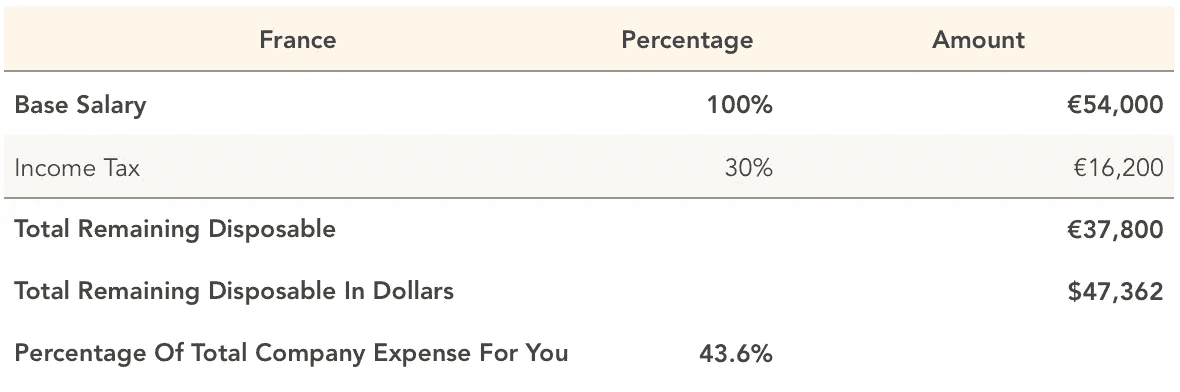 France Percentage Amount
Base Salary 100% €54,000
Income Tax 30% €16,200
Total Remaining Disposable €37,800
Total Remaining Disposable In Dollars $47,362
Percentage Of Total Company Expense For You 43.6%